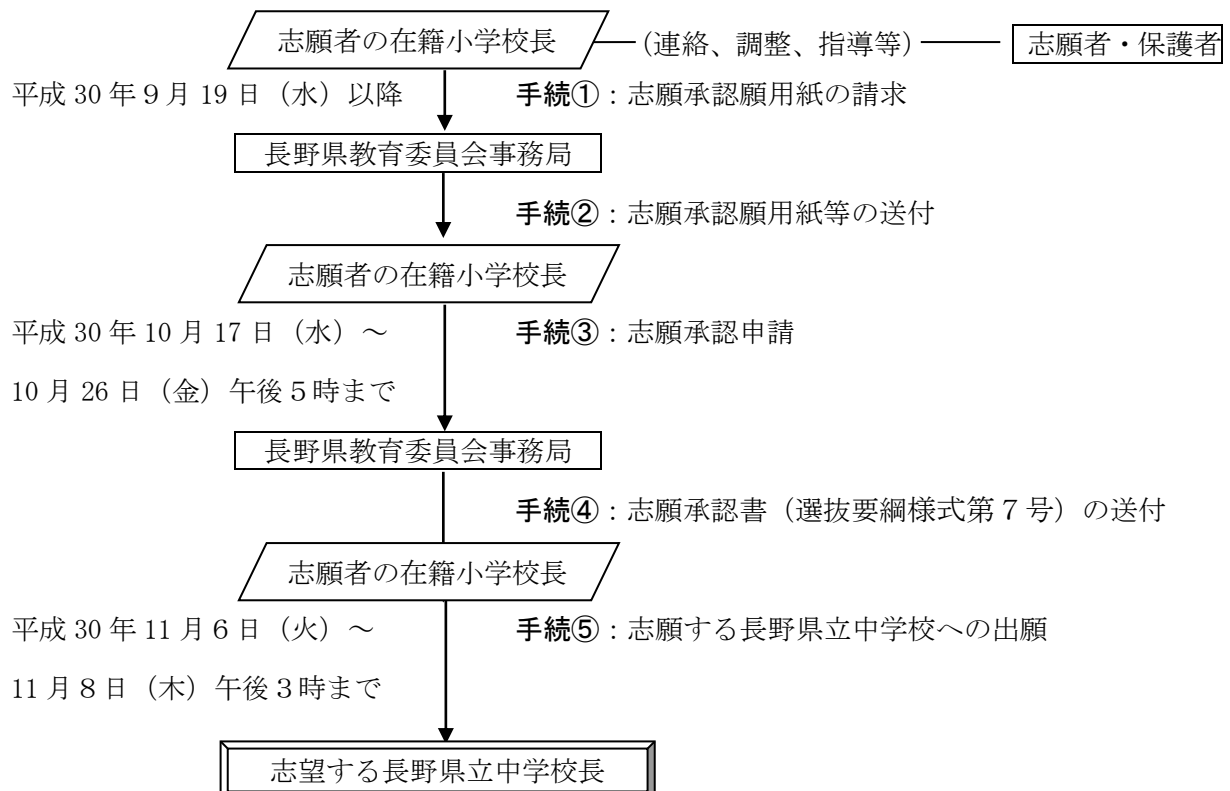 志願者の在籍小学校長 (連絡、調整、指導等) 志願者・保護者
平成 30 年９月 19 日（水）以降 手続①：志願承認願用紙の請求
長野県教育委員会事務局
手続②：志願承認願用紙等の送付
志願者の在籍小学校長
平成 30 年 10 月 17 日（水）～ 手続③：志願承認申請
10 月 26 日（金）午後５時まで
長野県教育委員会事務局
手続④：志願承認書（選抜要綱様式第７号）の送付
志願者の在籍小学校長
平成 30 年 11 月６日（火）～ 手続⑤：志願する長野県立中学校への出願
11 月８日（木）午後３時まで
志望する長野県立中学校長